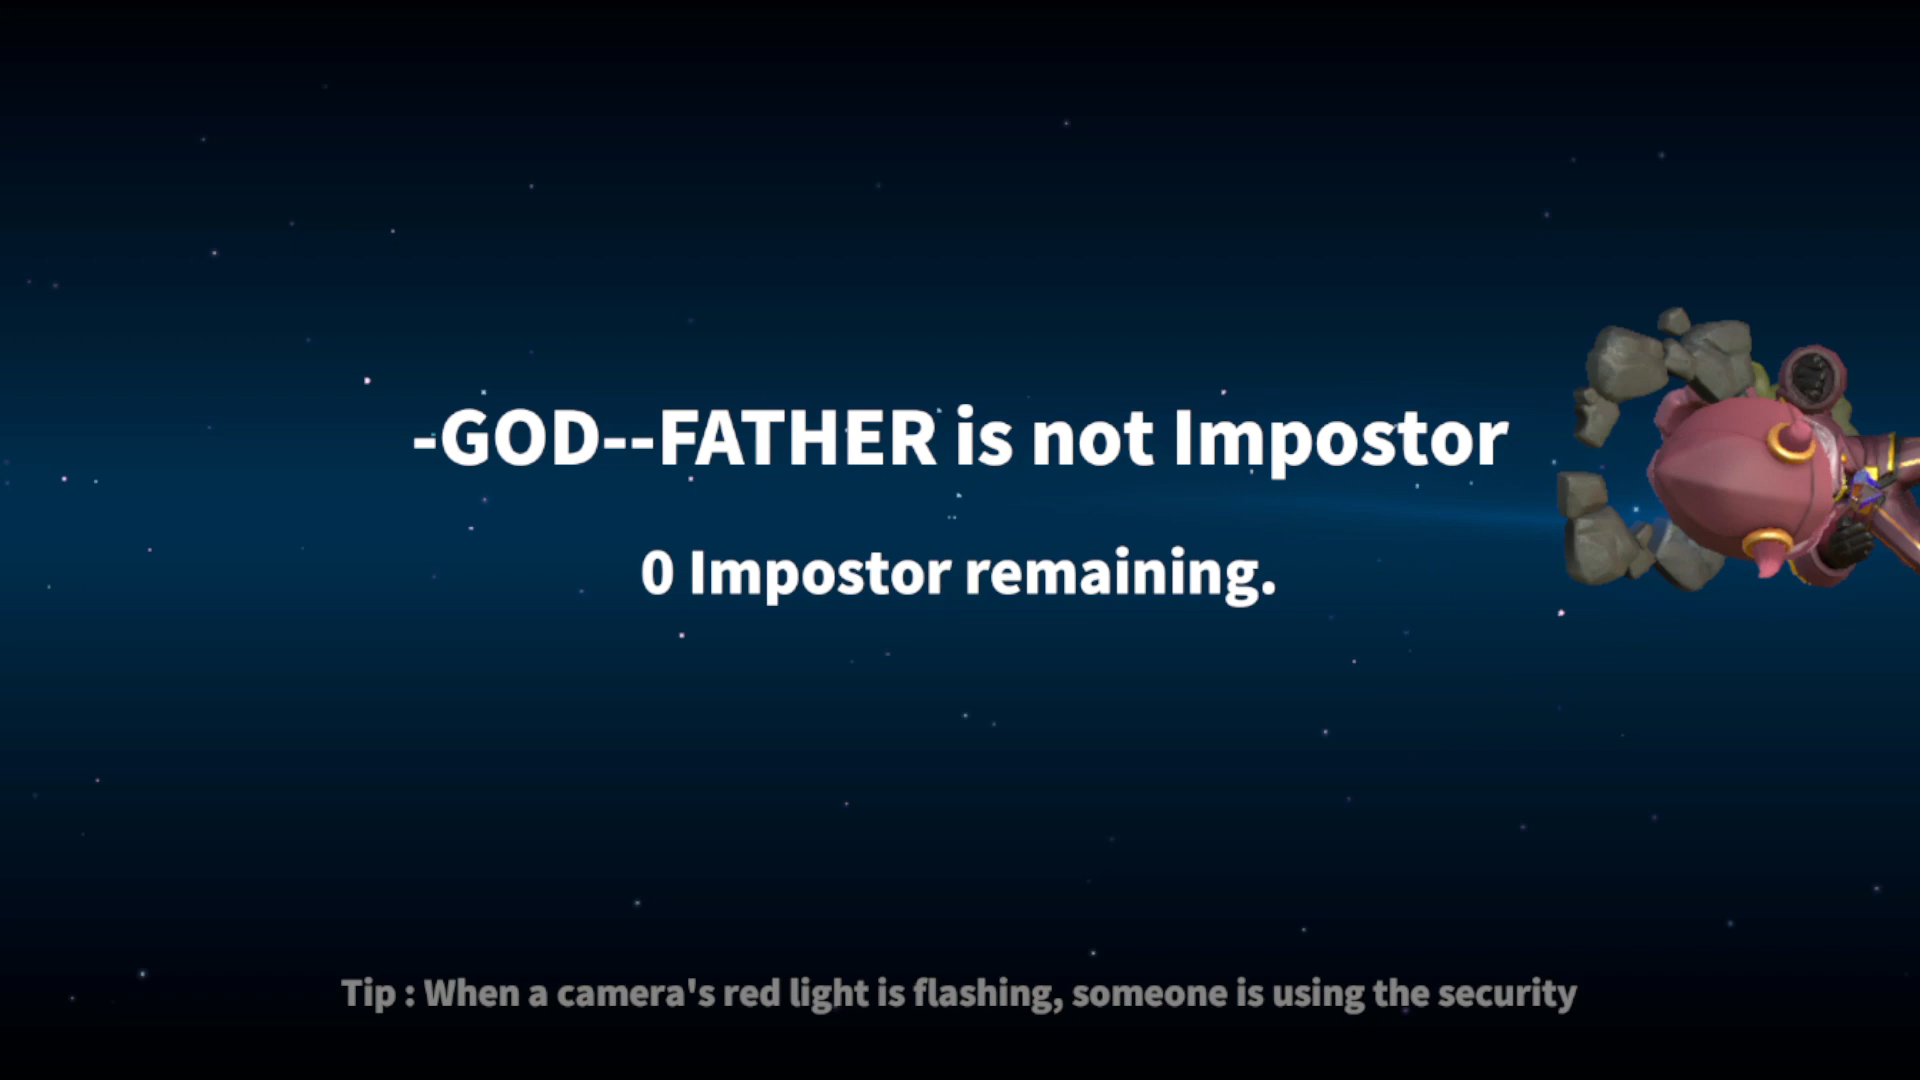 -GOD--FATHER is not Impostor
0 Impostor remaining.
Tip : When a camera's red light is flashing, someone is using the security